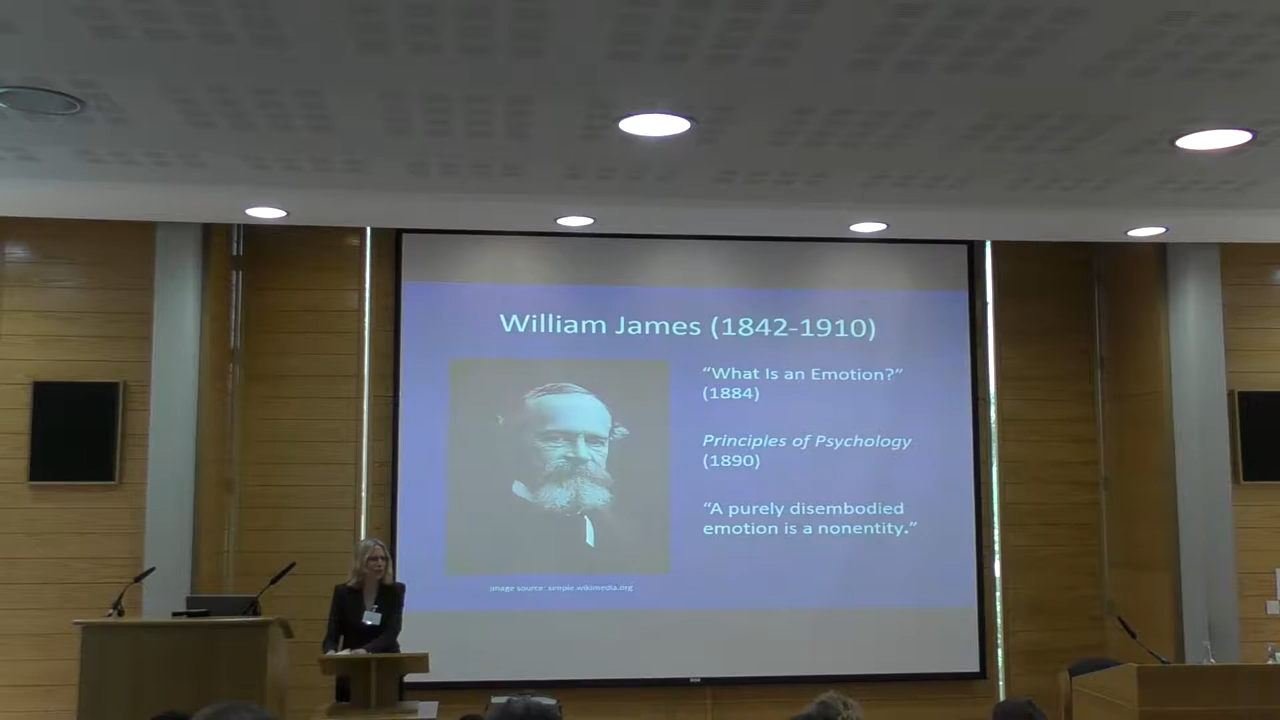 William James (1842-1910)
“What Is an Emotion?”
(1884)
Principles of Psychology
(1890)
“A purely disembodied
emotion is a nonentity.”
Image source: simple.wikimedia.org